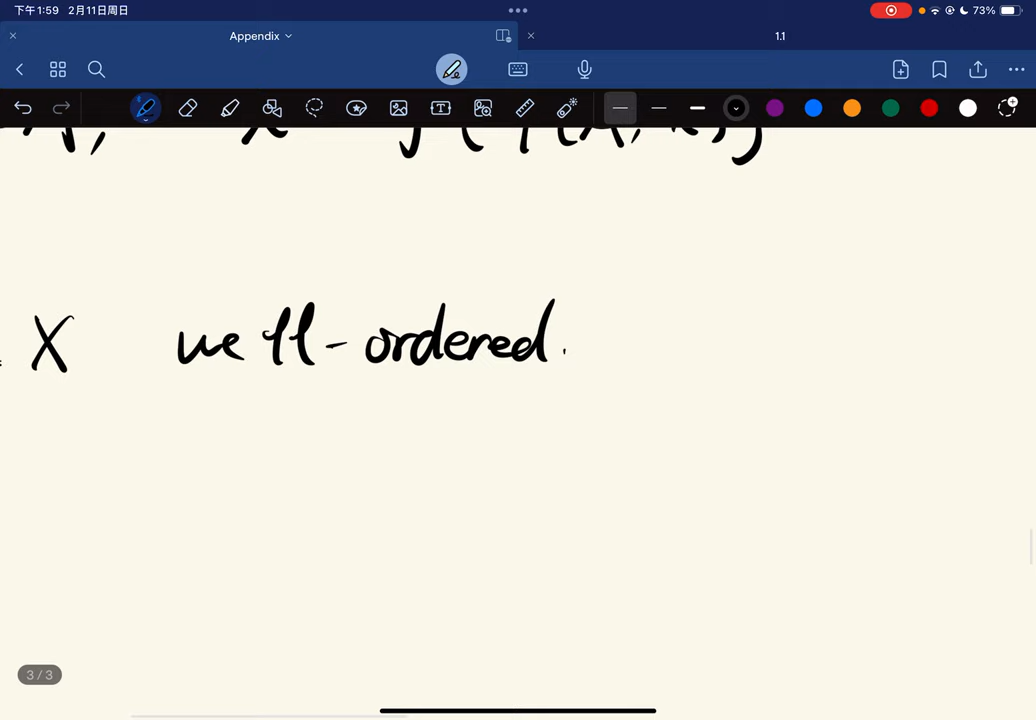 下午1:59 2月11日周日
73%
Appendix
1.1
X well-ordered.
3 / 3